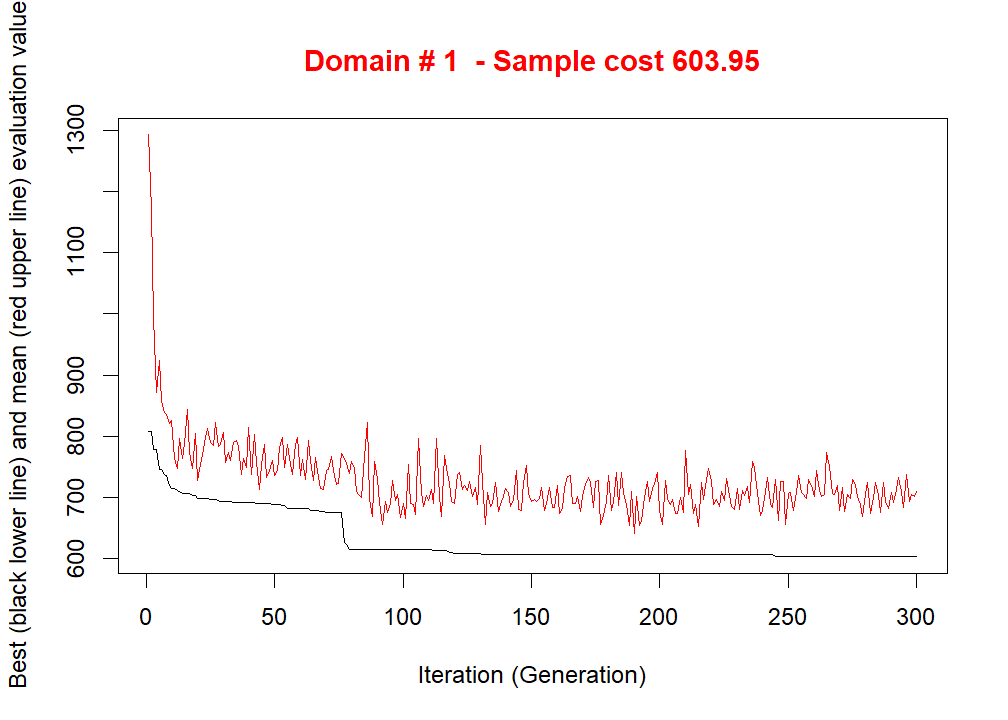 Domain # 1  - Sample cost 603.95
Best (black lower line) and mean (red upper line) evaluation value
1300
1100
900
800
700
600
0 50 100 150 200 250 300
Iteration (Generation)